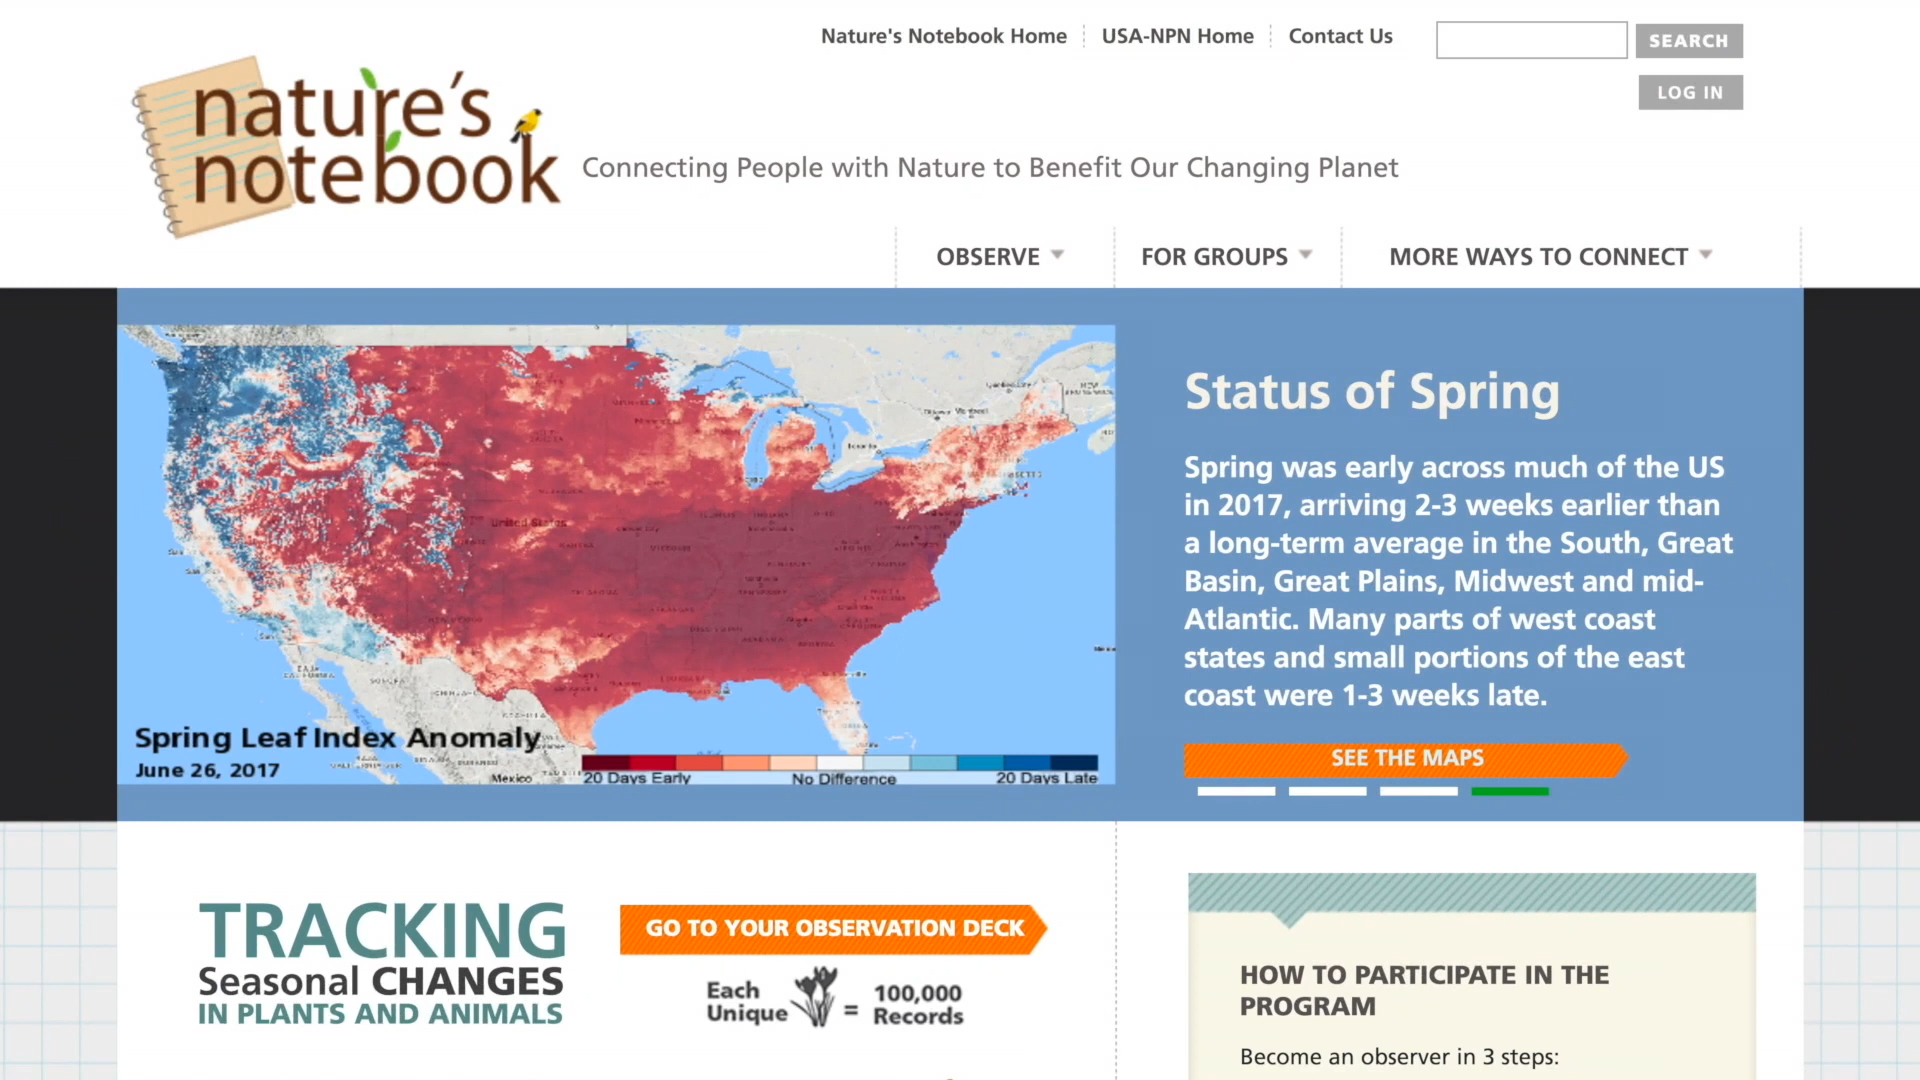 Nature's Notebook Home
USA-NPN Home
Contact Us
SEARCH
LOG IN
nature's
notebook
Connecting People with Nature to Benefit Our Changing Planet
OBSERVE
FOR GROUPS
MORE WAYS TO CONNECT
United States
Mexico
Spring Leaf Index Anomaly
June 26, 2017
20 Days Early
No Difference
20 Days Late
Status of Spring
Spring was early across much of the US
in 2017, arriving 2-3 weeks earlier than
a long-term average in the South, Great
Basin, Great Plains, Midwest and mid-
Atlantic. Many parts of west coast
states and small portions of the east
coast were 1-3 weeks late.
SEE THE MAPS
TRACKING
Seasonal CHANGES
IN PLANTS AND ANIMALS
GO TO YOUR OBSERVATION DECK
Each
Unique
=
100,000
Records
HOW TO PARTICIPATE IN THE
PROGRAM
Become an observer in 3 steps: